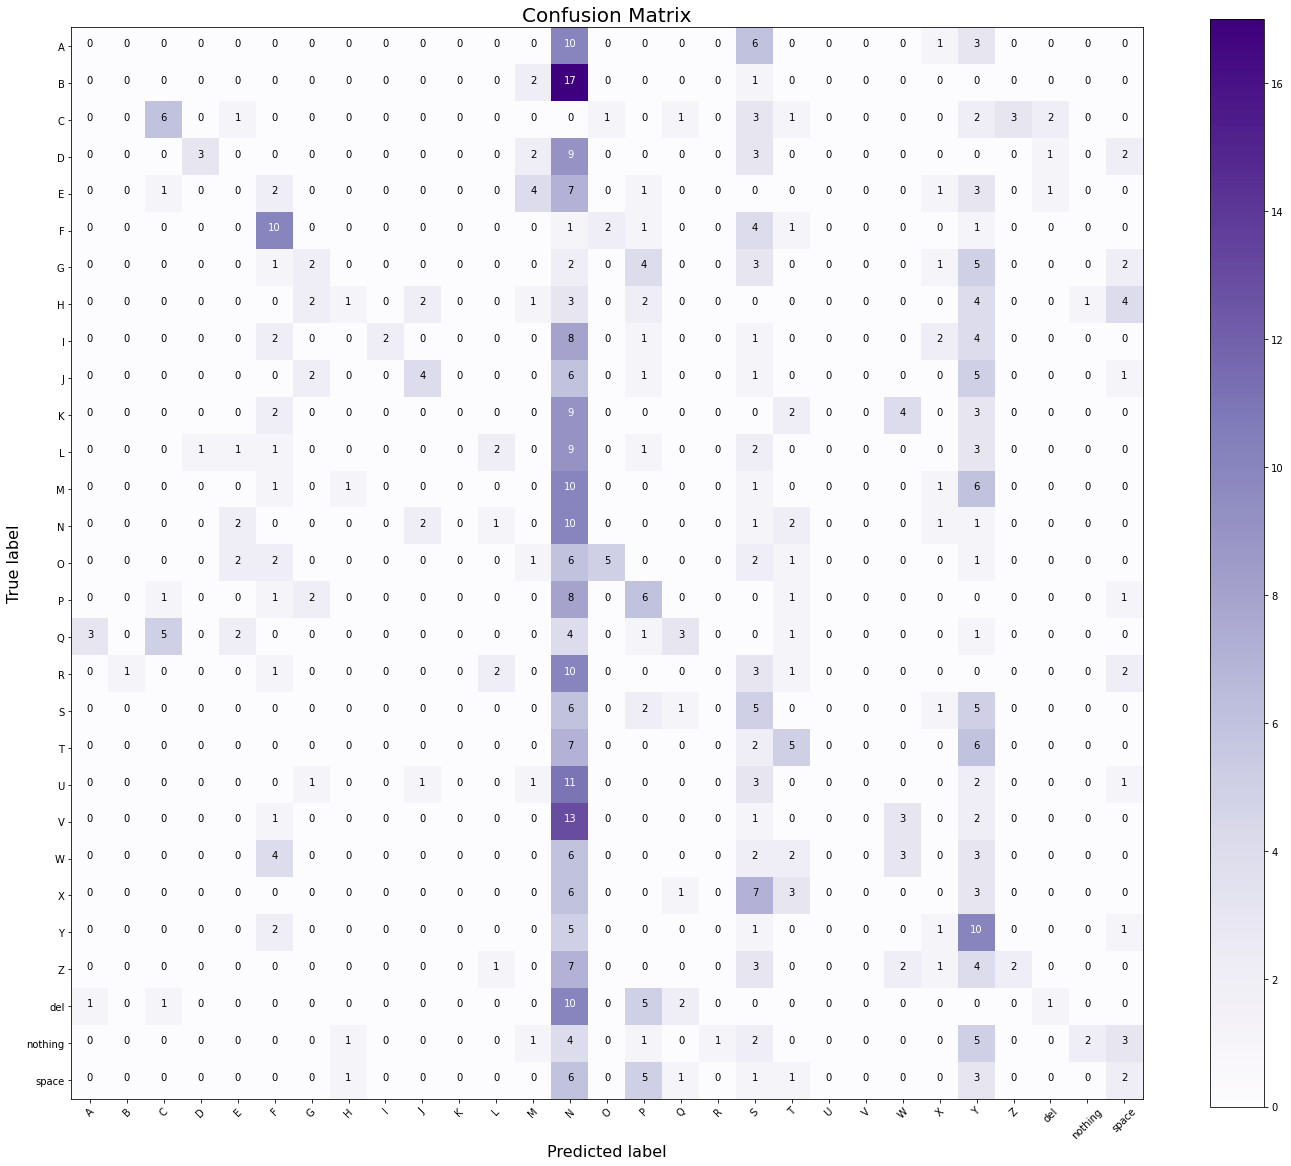 Confusion Matrix
A 0 0 0 0 0 0 0 0 0 0 0 0 0 10 0 0 0 0 6 0 0 0 0 1 3 0 0 0 0
B 0 0 0 0 0 0 0 0 0 0 0 0 2 17 0 0 0 0 1 0 0 0 0 0 0 0 0 0 0
C 0 0 6 0 1 0 0 0 0 0 0 0 0 0 1 0 1 0 3 1 0 0 0 0 2 3 2 0 0
D 0 0 0 3 0 0 0 0 0 0 0 0 2 9 0 0 0 0 3 0 0 0 0 0 0 0 1 0 2
E 0 0 1 0 0 2 0 0 0 0 0 0 4 7 0 1 0 0 0 0 0 0 0 1 3 0 1 0 0
F 0 0 0 0 0 10 0 0 0 0 0 0 0 1 2 1 0 0 4 1 0 0 0 0 1 0 0 0 0
G 0 0 0 0 0 1 2 0 0 0 0 0 0 2 0 4 0 0 3 0 0 0 0 1 5 0 0 0 2
H 0 0 0 0 0 0 2 1 0 2 0 0 1 3 0 2 0 0 0 0 0 0 0 0 4 0 0 1 4
I 0 0 0 0 0 2 0 0 2 0 0 0 0 8 0 1 0 0 1 0 0 0 0 2 4 0 0 0 0
J 0 0 0 0 0 0 2 0 0 4 0 0 0 6 0 1 0 0 1 0 0 0 0 0 5 0 0 0 1
K 0 0 0 0 0 2 0 0 0 0 0 0 0 9 0 0 0 0 0 2 0 0 4 0 3 0 0 0 0
L 0 0 0 1 1 1 0 0 0 0 0 2 0 9 0 1 0 0 2 0 0 0 0 0 3 0 0 0 0
M 0 0 0 0 0 1 0 1 0 0 0 0 0 10 0 0 0 0 1 0 0 0 0 1 6 0 0 0 0
N 0 0 0 0 2 0 0 0 0 2 0 1 0 10 0 0 0 0 1 2 0 0 0 1 1 0 0 0 0
O 0 0 0 0 2 2 0 0 0 0 0 0 1 6 5 0 0 0 2 1 0 0 0 0 1 0 0 0 0
P 0 0 1 0 0 1 2 0 0 0 0 0 0 8 0 6 0 0 0 1 0 0 0 0 0 0 0 0 1
Q 3 0 5 0 2 0 0 0 0 0 0 0 0 4 0 1 3 0 0 1 0 0 0 0 1 0 0 0 0
R 0 1 0 0 0 1 0 0 0 0 0 2 0 10 0 0 0 0 3 1 0 0 0 0 0 0 0 0 2
S 0 0 0 0 0 0 0 0 0 0 0 0 0 6 0 2 1 0 5 0 0 0 0 1 5 0 0 0 0
T 0 0 0 0 0 0 0 0 0 0 0 0 0 7 0 0 0 0 2 5 0 0 0 0 6 0 0 0 0
U 0 0 0 0 0 0 1 0 0 1 0 0 1 11 0 0 0 0 3 0 0 0 0 0 2 0 0 0 1
V 0 0 0 0 0 1 0 0 0 0 0 0 0 13 0 0 0 0 1 0 0 0 3 0 2 0 0 0 0
W 0 0 0 0 0 4 0 0 0 0 0 0 0 6 0 0 0 0 2 2 0 0 3 0 3 0 0 0 0
X 0 0 0 0 0 0 0 0 0 0 0 0 0 6 0 0 1 0 7 3 0 0 0 0 3 0 0 0 0
Y 0 0 0 0 0 2 0 0 0 0 0 0 0 5 0 0 0 0 1 0 0 0 0 1 10 0 0 0 1
Z 0 0 0 0 0 0 0 0 0 0 0 1 0 7 0 0 0 0 3 0 0 0 2 1 4 2 0 0 0
del 1 0 1 0 0 0 0 0 0 0 0 0 0 10 0 5 2 0 0 0 0 0 0 0 0 0 1 0 0
nothing 0 0 0 0 0 0 0 1 0 0 0 0 1 4 0 1 0 1 2 0 0 0 0 0 5 0 0 2 3
space 0 0 0 0 0 0 0 1 0 0 0 0 0 6 0 5 1 0 1 1 0 0 0 0 3 0 0 0 2
A B C D E F G H I J K L M N O P Q R S T U V W X Y Z del nothing space
True label
Predicted label
16
14
12
10
8
6
4
2
0